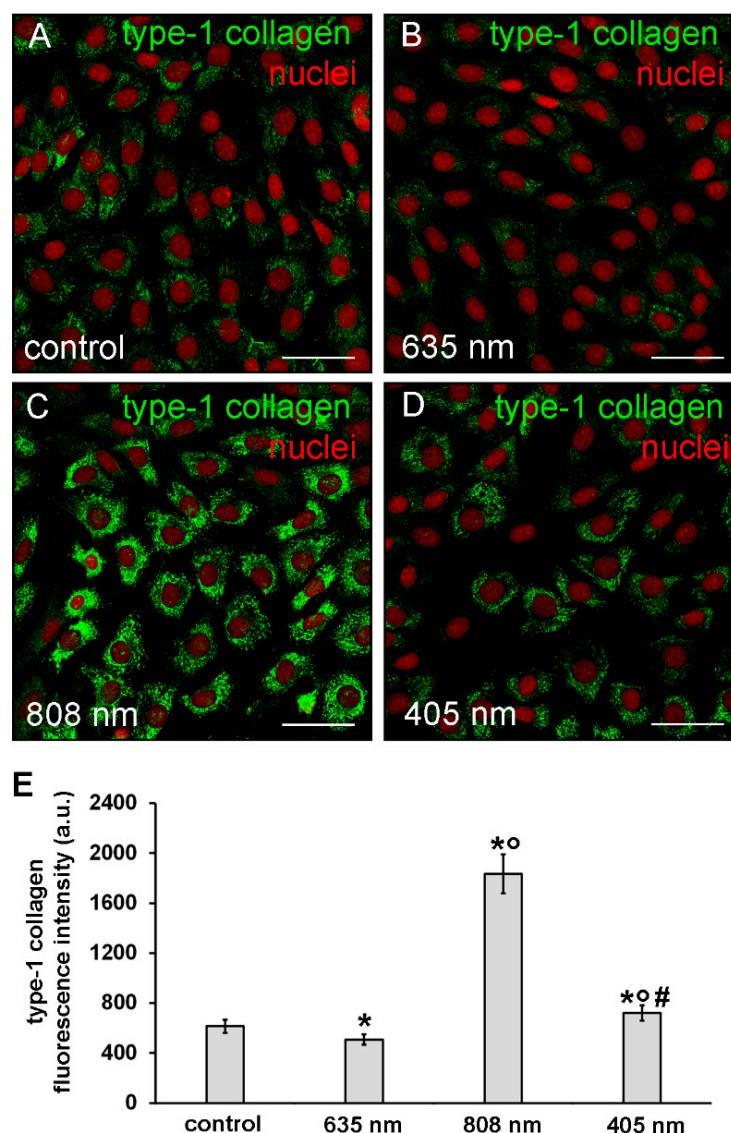 A type-1 collagen
nuclei
control
B type-1 collagen
nuclei
635 nm
C type-1 collagen
nuclei
808 nm
D type-1 collagen
nuclei
405 nm
E
type-1 collagen
fluorescence intensity (a.u.)
2400
2000
1600
1200
800
400
0
*
*°
*°#
control 635 nm 808 nm 405 nm